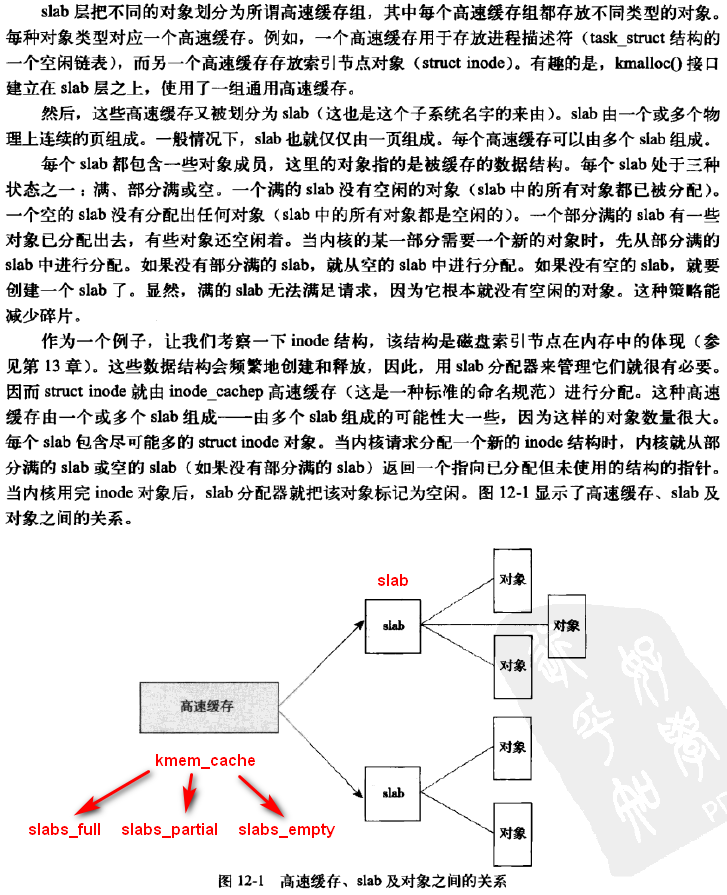 slab 层把不同的对象划分为所谓高速缓存组，其中每个高速缓存组都存放不同类型的对象。
每种对象类型对应一个高速缓存。例如，一个高速缓存用于存放进程描述符（task_struct 结构的
一个空闲链表），而另一个高速缓存存放索引节点对象（struct inode）。有趣的是，kmalloc() 接口
建立在 slab 层之上，使用了一组通用高速缓存。
然后，这些高速缓存又被划分为 slab（这也是这个子系统名字的来由）。slab 由一个或多个物
理上连续的页组成。一般情况下，slab 也就仅仅由一页组成。每个高速缓存可以由多个 slab 组成。
每个 slab 都包含一些对象成员，这里的对象指的是被缓存的数据结构。每个 slab 处于三种
状态之一：满、部分满或空。一个满的 slab 没有空闲的对象（slab 中的所有对象都已被分配）。
一个空的 slab 没有分配出任何对象（slab 中的所有对象都是空闲的）。一个部分满的 slab 有一些
对象已分配出去，有些对象还空闲着。当内核的某一部分需要一个新的对象时，先从部分满的
slab 中进行分配。如果没有部分满的 slab，就从空的 slab 中进行分配。如果没有空的 slab，就要
创建一个 slab 了。显然，满的 slab 无法满足请求，因为它根本就没有空闲的对象。这种策略能
减少碎片。
作为一个例子，让我们考察一下 inode 结构，该结构是磁盘索引节点在内存中的体现（参
见第 13 章）。这些数据结构会频繁地创建和释放，因此，用 slab 分配器来管理它们就很有必要。
因而 struct inode 就由 inode_cachep 高速缓存（这是一种标准的命名规范）进行分配。这种高速
缓存由一个或多个 slab 组成——由多个 slab 组成的可能性大一些，因为这样的对象数量很大。
每个 slab 包含尽可能多的 struct inode 对象。当内核请求分配一个新的 inode 结构时，内核就从部
分满的 slab 或空的 slab（如果没有部分满的 slab）返回一个指向已分配但未使用的结构的指针。
当内核用完 inode 对象后，slab 分配器就把该对象标记为空闲。图 12-1 显示了高速缓存、slab 及
对象之间的关系。
slab
对象
slab
对象
对象
高速缓存
对象
kmem_cache
slab
slabs_full slabs_partial slabs_empty
对象
图 12-1 高速缓存、slab 及对象之间的关系